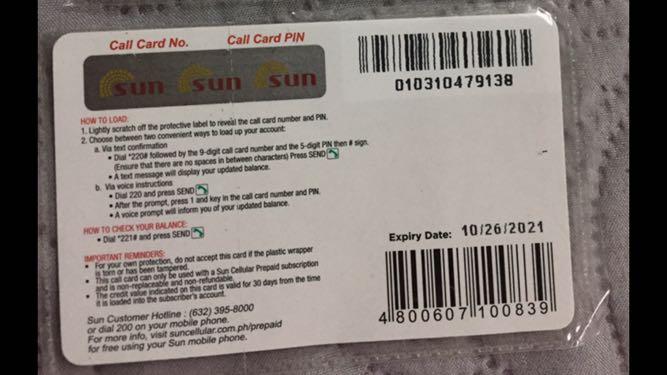 Call Card No. Call Card PIN
sun sun sun
010310479138
HOW TO LOAD:
1. Lightly scratch off the protective label to reveal the call card number and PIN.
2. Choose between two convenient ways to load up your account:
a. Via text confirmation
• Dial *220# followed by the 9-digit call card number and the 5-digit PIN then # sign.
(Ensure that there are no spaces in between characters) Press SEND
• A text message will display your updated balance.
b. Via voice instructions
• Dial 220 and press SEND
• After the prompt, press 1 and key in the call card number and PIN.
• A voice prompt will inform you of your updated balance.
HOW TO CHECK YOUR BALANCE:
• Dial *221# and press SEND
IMPORTANT REMINDERS:
• For your own protection, do not accept this card if the plastic wrapper
is torn or has been tampered.
• This call card can only be used with a Sun Cellular Prepaid subscription
and is non-replaceable and non-refundable.
• The credit value indicated on this card is valid for 30 days from the time
it is loaded into the subscriber's account.
Sun Customer Hotline : (632) 395-8000
or dial 200 on your mobile phone.
For more info, visit suncellular.com.ph/prepaid
for free using your Sun mobile phone.
Expiry Date: 10/26/2021
4 800607 100839